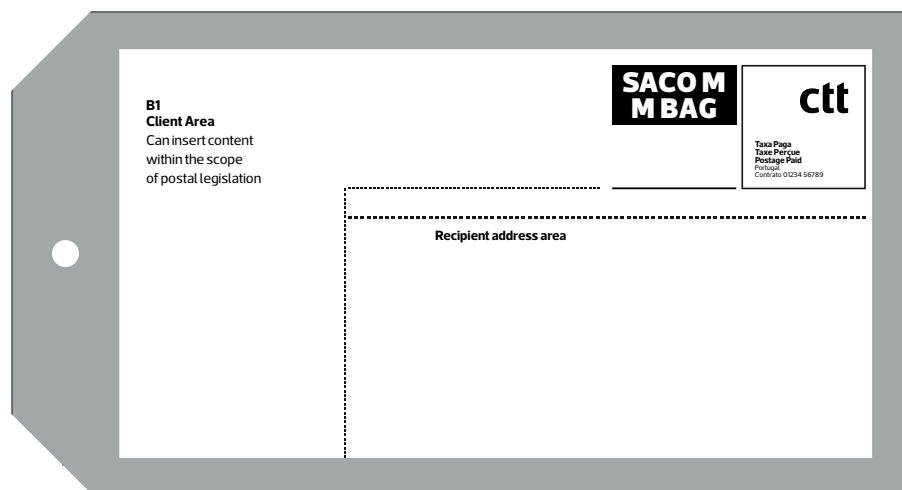 B1
Client Area
Can insert content
within the scope
of postal legislation
SACO M
M BAG
ctt
Taxa Paga
Taxe Perçue
Postage Paid
Portugal
Contrato 01234 56789
Recipient address area